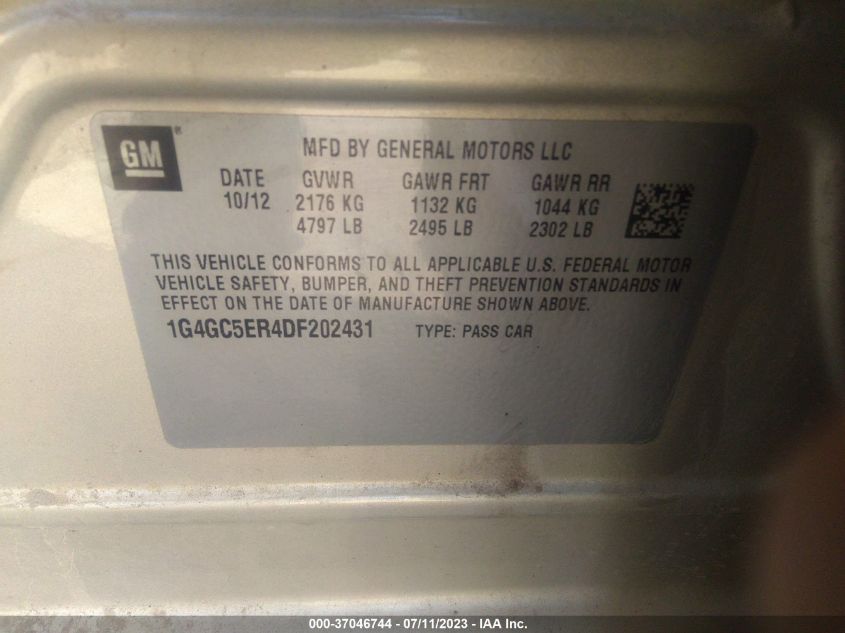 GM®
MFD BY GENERAL MOTORS LLC
DATE GVWR GAWR FRT GAWR RR
10/12 2176 KG 1132 KG 1044 KG
4797 LB 2495 LB 2302 LB
THIS VEHICLE CONFORMS TO ALL APPLICABLE U.S. FEDERAL MOTOR
VEHICLE SAFETY, BUMPER, AND THEFT PREVENTION STANDARDS IN
EFFECT ON THE DATE OF MANUFACTURE SHOWN ABOVE.
1G4GC5ER4DF202431 TYPE: PASS CAR
000-37046744 - 07/11/2023 - IAA Inc.